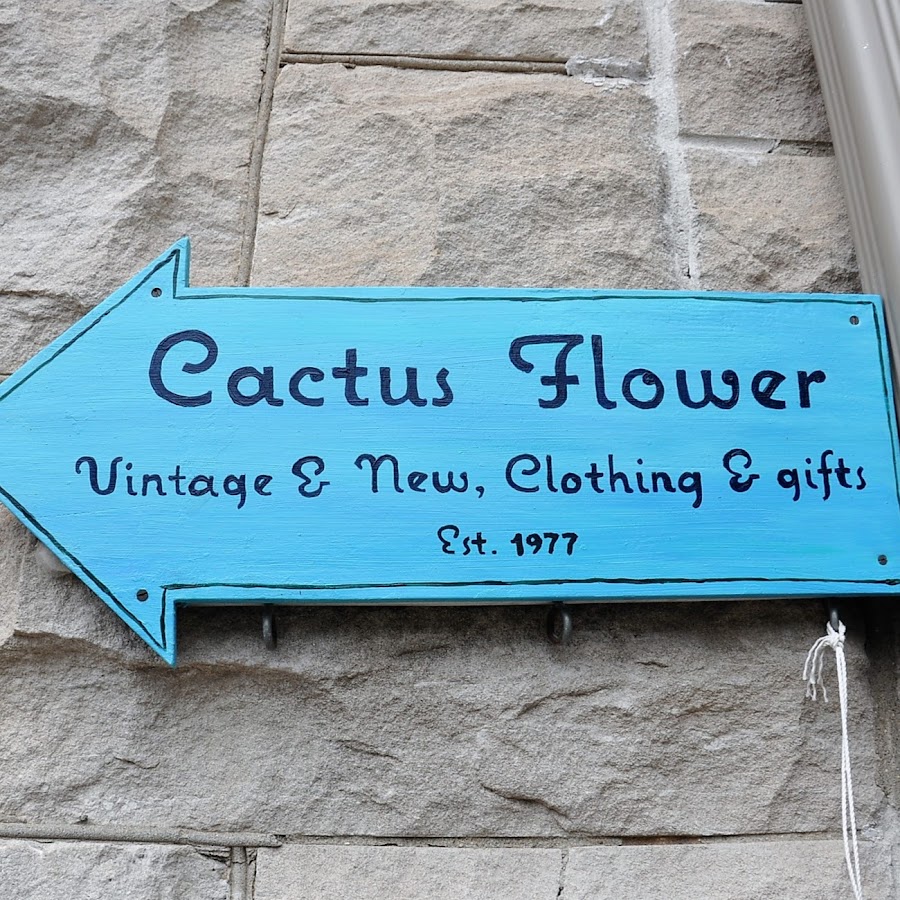 Cactus Flower
Vintage & New, Clothing & gifts
Est. 1977